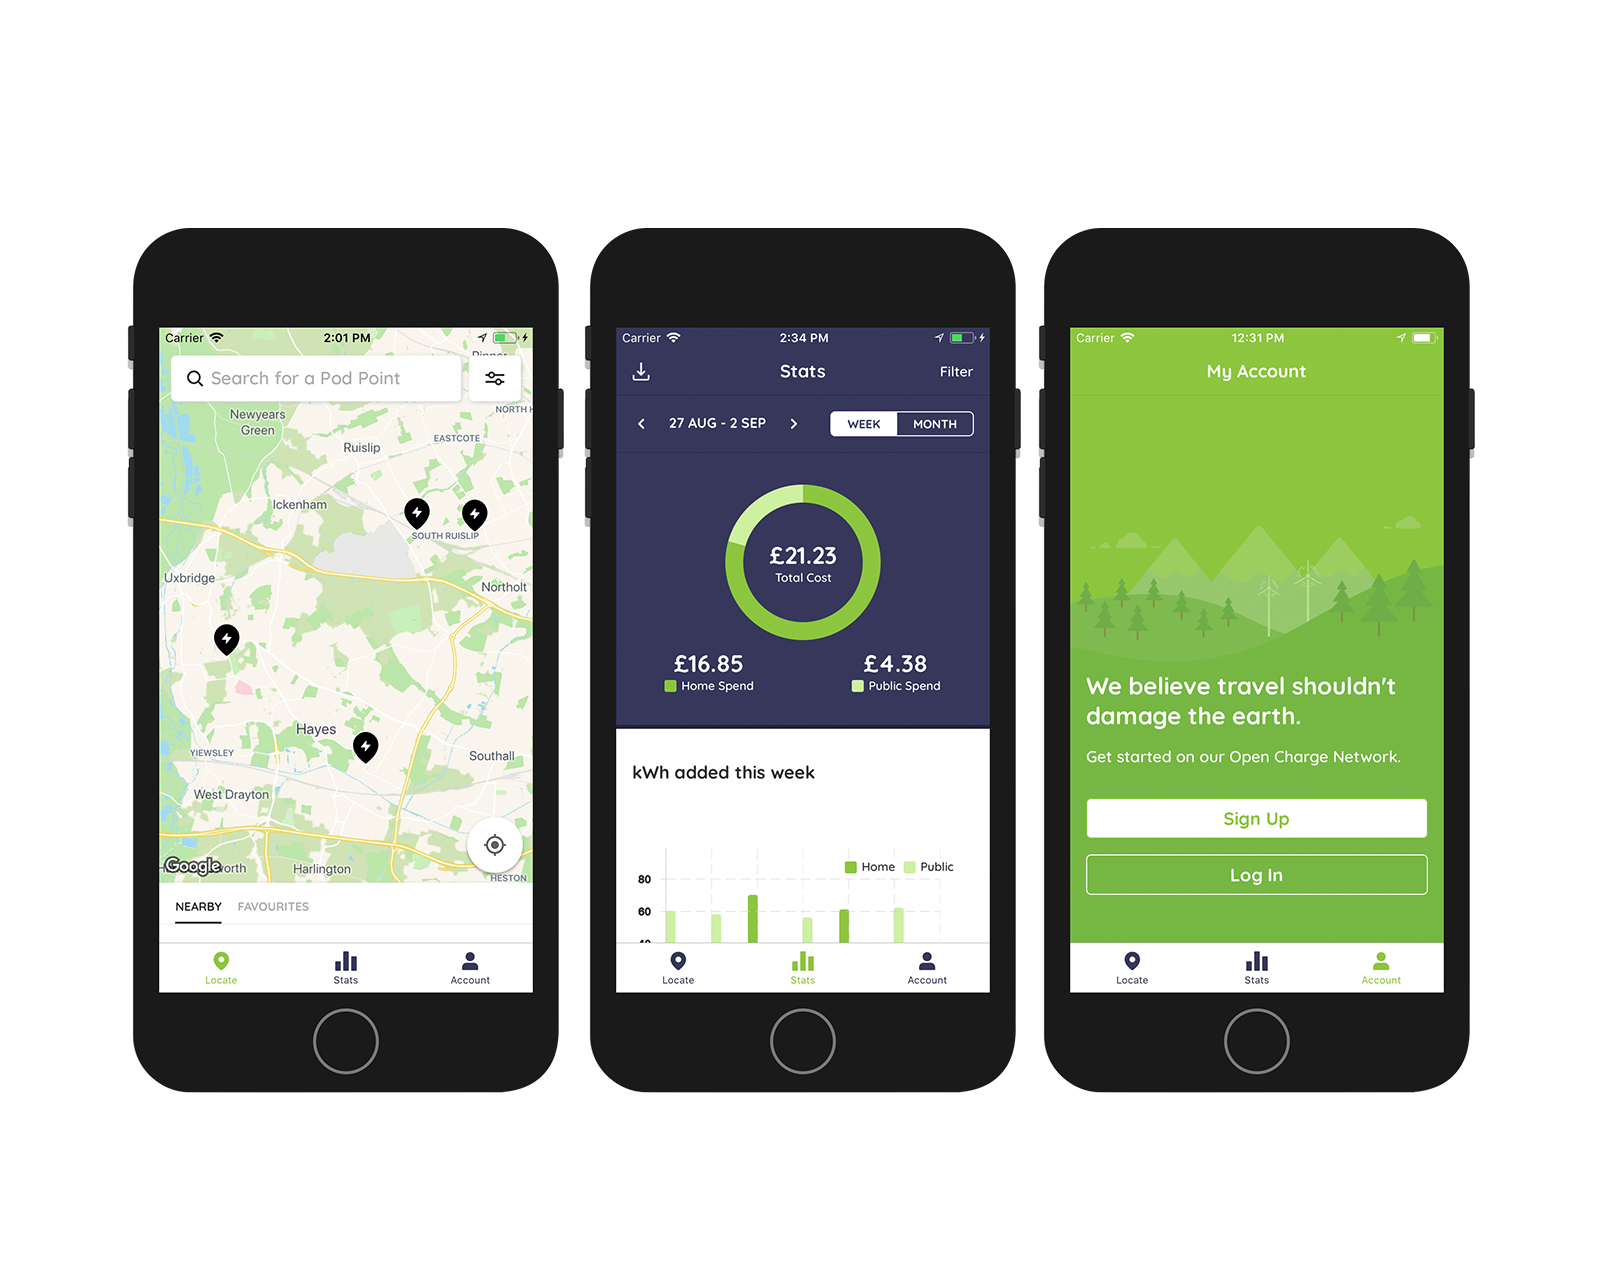 Carrier 2:01 PM
Pinner
Search for a Pod Point
NORTH H
Newyears
Green
EASTCOTE
Ruislip
Ickenham
SOUTH RUISLIP
Uxbridge
Northolt
Hayes
YIEWSLEY
Southall
West Drayton
Google orth
Harlington
HESTON
NEARBY FAVOURITES
Locate Stats Account
Carrier 2:34 PM
Stats Filter
27 AUG - 2 SEP WEEK MONTH
£21.23
Total Cost
£16.85 £4.38
Home Spend Public Spend
kWh added this week
Home Public
80
60
40
Locate Stats Account
Carrier 12:31 PM
My Account
We believe travel shouldn't
damage the earth.
Get started on our Open Charge Network.
Sign Up
Log In
Locate Stats Account